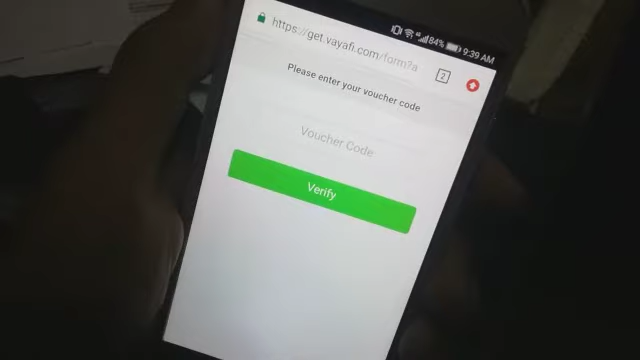 84% 9:39 AM
https://get.vayafi.com/form?a 2
Please enter your voucher code
Voucher Code
Verify